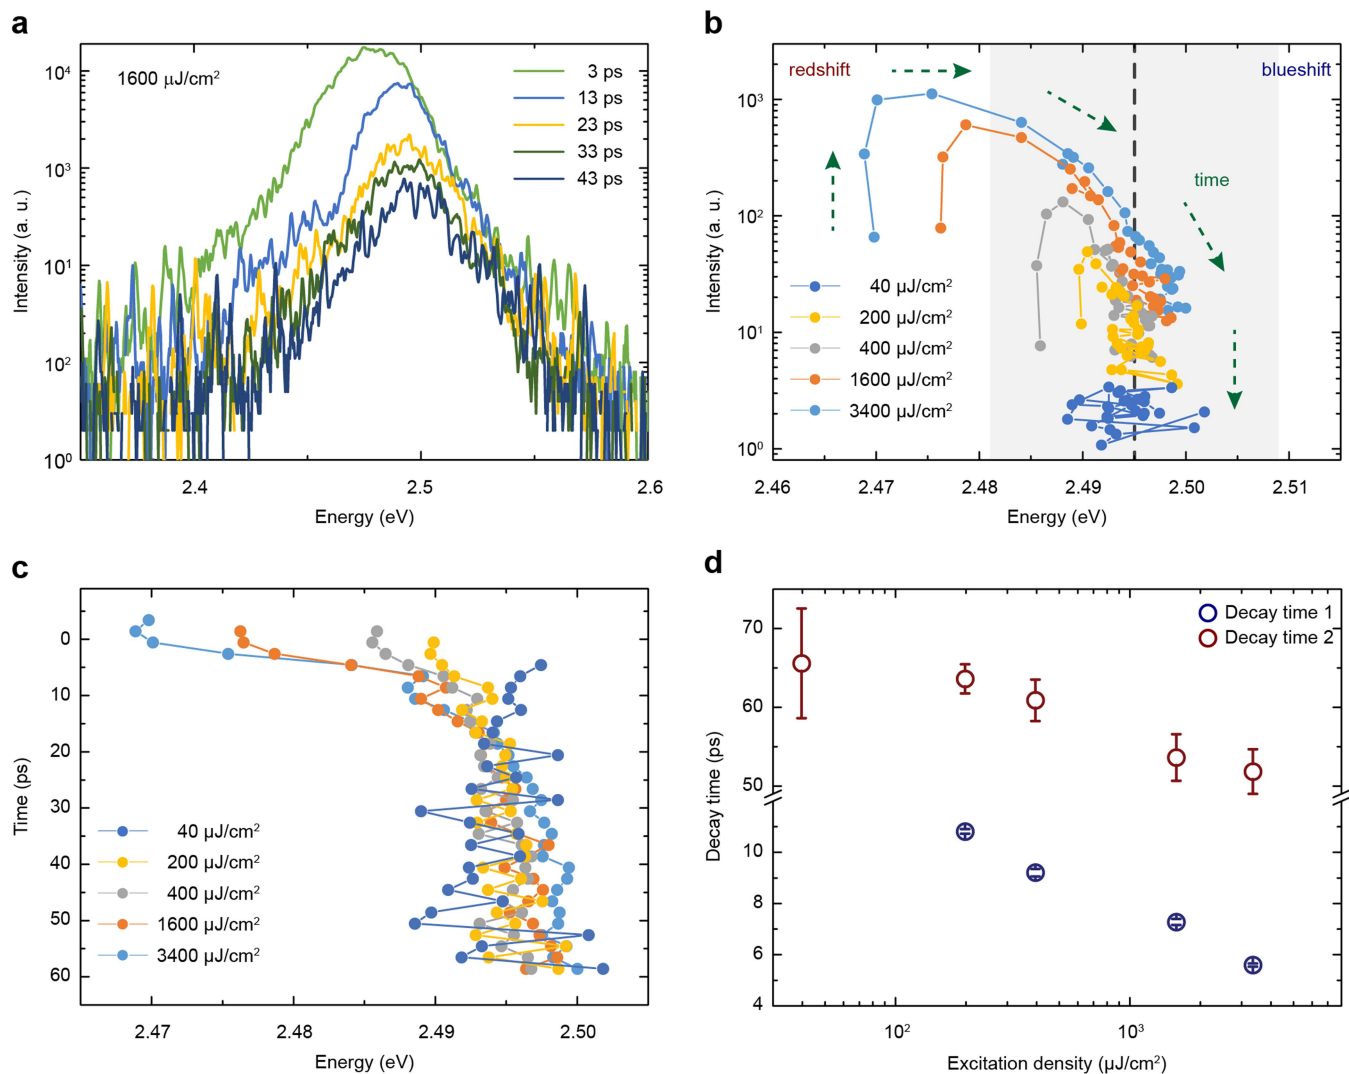 a
1600 µJ/cm²
3 ps
13 ps
23 ps
33 ps
43 ps
10⁴
10³
10¹
10²
10⁰
Intensity (a. u.)
2.4
2.5
2.6
Energy (eV)
b
redshift
blueshift
time
40 µJ/cm²
200 µJ/cm²
400 µJ/cm²
1600 µJ/cm²
3400 µJ/cm²
10³
10²
10¹
10⁰
Intensity (a. u.)
2.46
2.47
2.48
2.49
2.50
2.51
Energy (eV)
c
0
10
20
30
40
50
60
Time (ps)
40 µJ/cm²
200 µJ/cm²
400 µJ/cm²
1600 µJ/cm²
3400 µJ/cm²
2.47
2.48
2.49
2.50
Energy (eV)
d
Decay time 1
Decay time 2
70
60
50
10
8
6
4
Decay time (ps)
10²
10³
Excitation density (µJ/cm²)